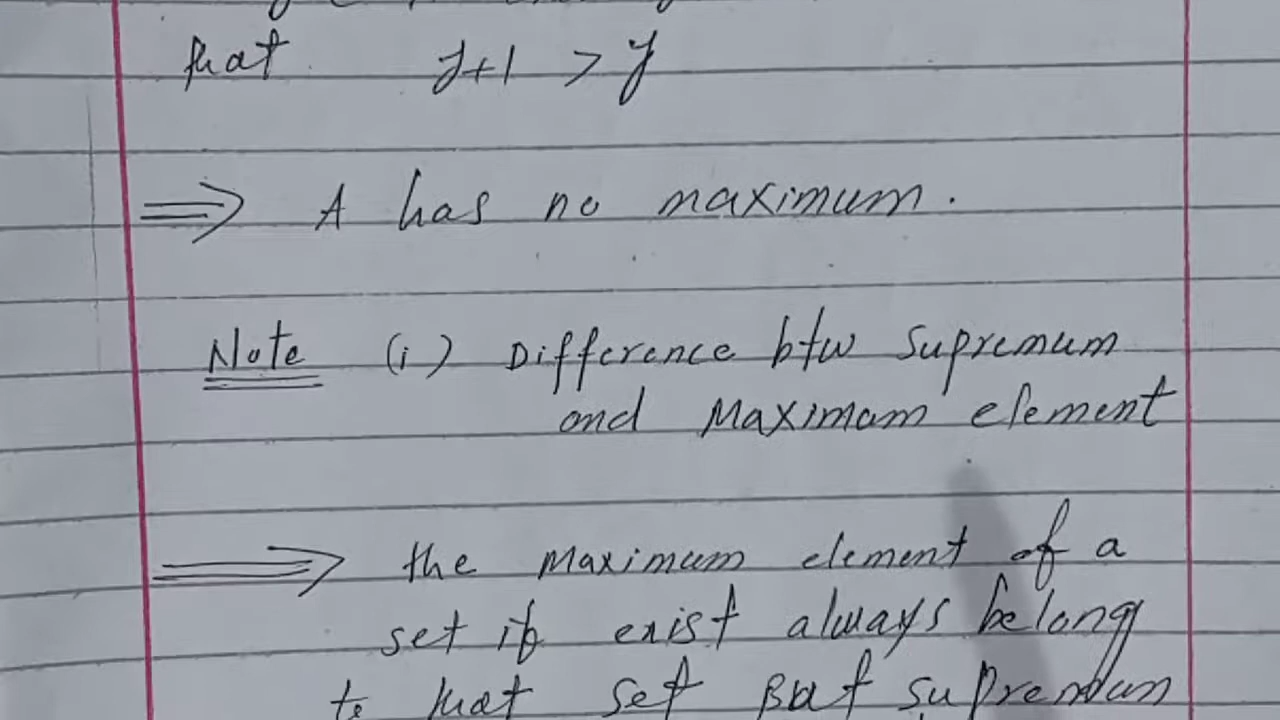 that y+1 > y
⟹ A has no maximum.
Note (i) Difference btw supremum
and Maximum element
⟹ the Maximum element of a
set if exist always belong
to that set But supremum